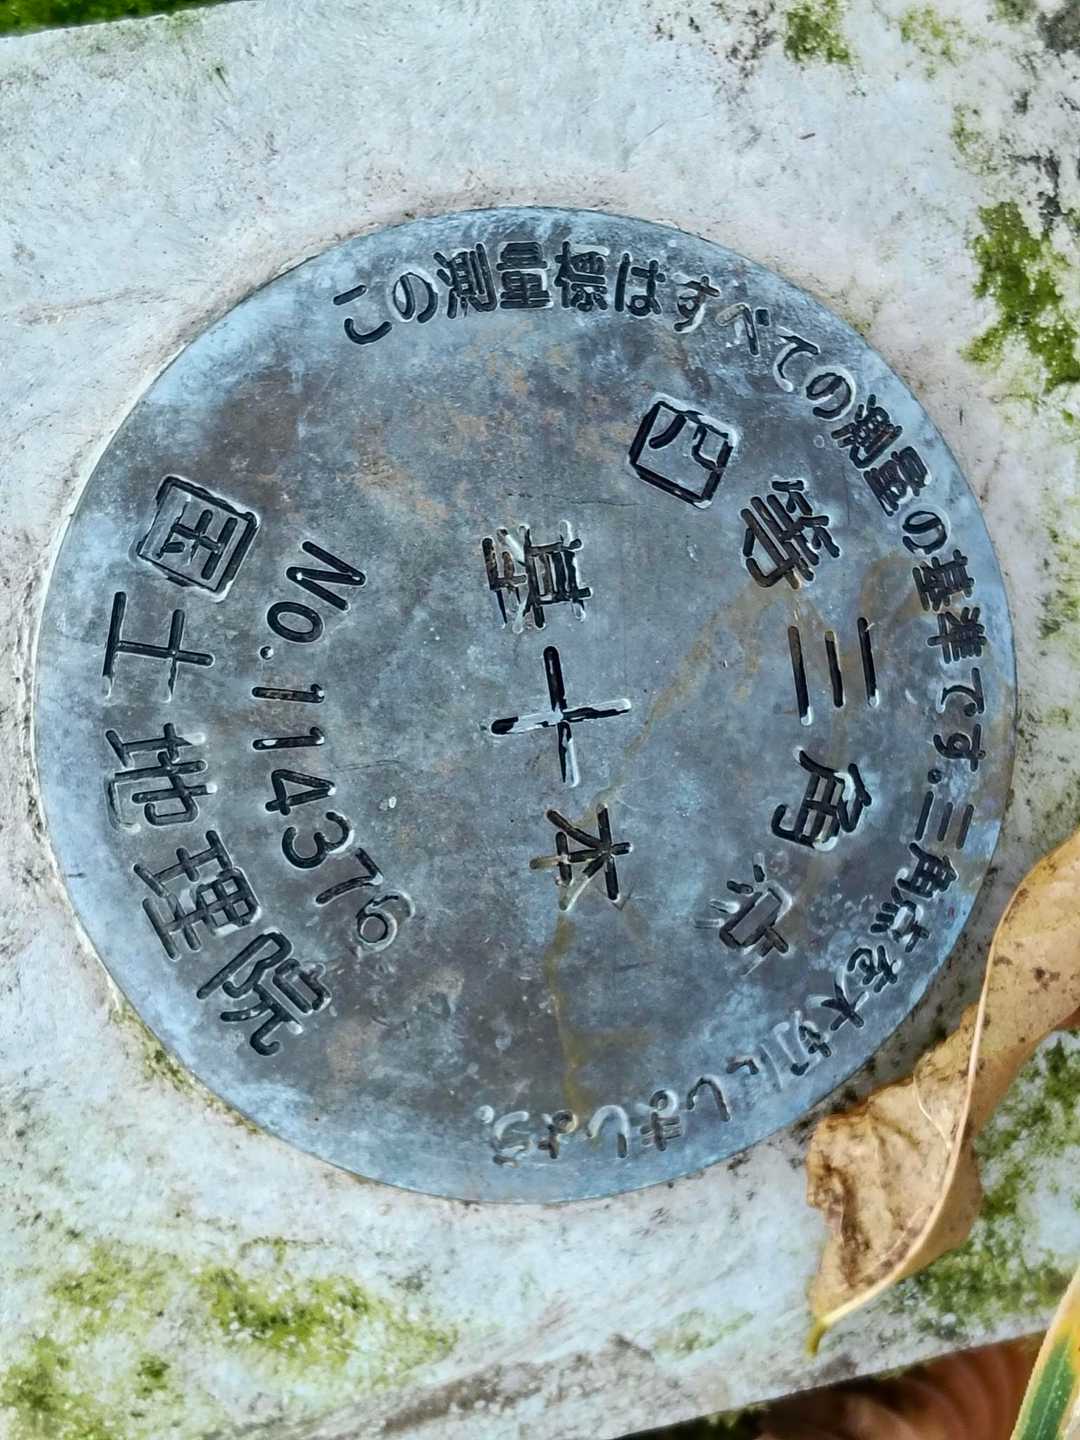 この測量標はすべての測量の基準です。三角点を大切にしましょう。
四等三角点
基本
No.114376
国土地理院